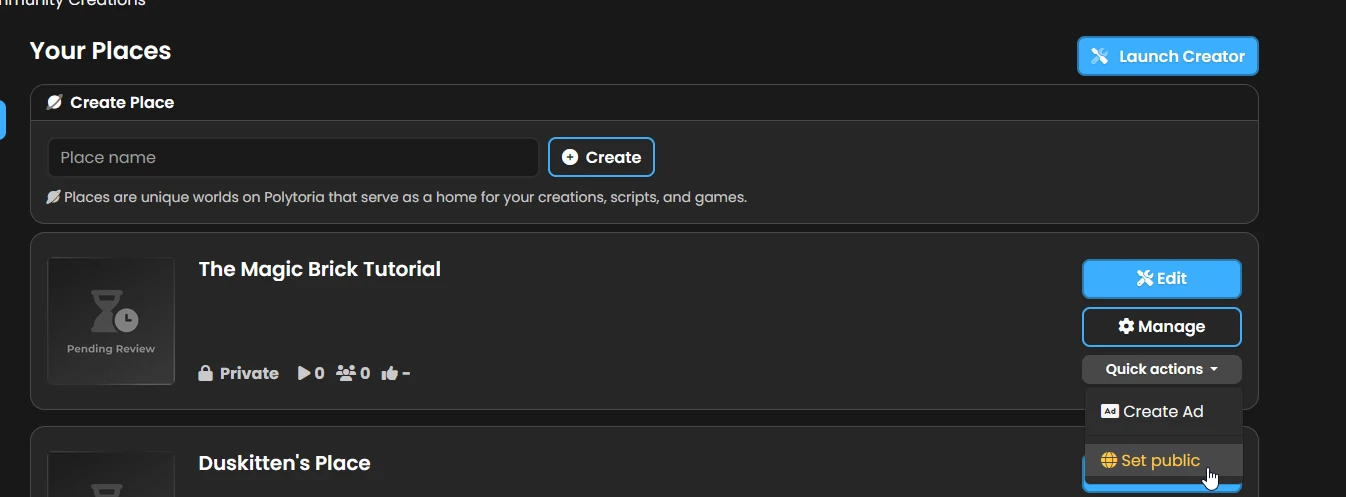 Community Creations
Your Places
Launch Creator
Create Place
Place name
Create
Places are unique worlds on Polytoria that serve as a home for your creations, scripts, and games.
The Magic Brick Tutorial
Edit
Manage
Pending Review
Private 0 0 -
Quick actions
Ad Create Ad
Set public
Duskitten's Place